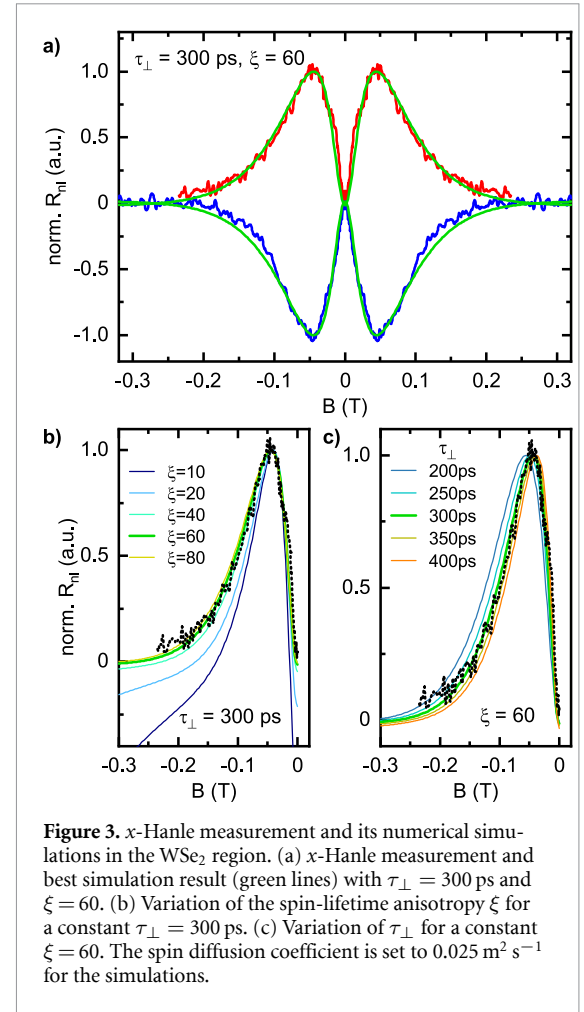 a)
τ⊥ = 300 ps, ξ = 60
norm. Rnl (a.u.)
1.0
0.5
0
-0.5
-1.0
-0.3 -0.2 -0.1 0 0.1 0.2 0.3
B (T)
b)
norm. Rnl (a.u.)
1.0
0.5
0
ξ=10
ξ=20
ξ=40
ξ=60
ξ=80
τ⊥ = 300 ps
-0.3 -0.2 -0.1 0
B (T)
c)
1.0
0.5
0
τ⊥
200ps
250ps
300ps
350ps
400ps
ξ = 60
-0.3 -0.2 -0.1 0
B (T)
Figure 3. x-Hanle measurement and its numerical simu-
lations in the WSe2 region. (a) x-Hanle measurement and
best simulation result (green lines) with τ⊥ = 300 ps and
ξ = 60. (b) Variation of the spin-lifetime anisotropy ξ for
a constant τ⊥ = 300 ps. (c) Variation of τ⊥ for a constant
ξ = 60. The spin diffusion coefficient is set to 0.025 m² s⁻¹
for the simulations.